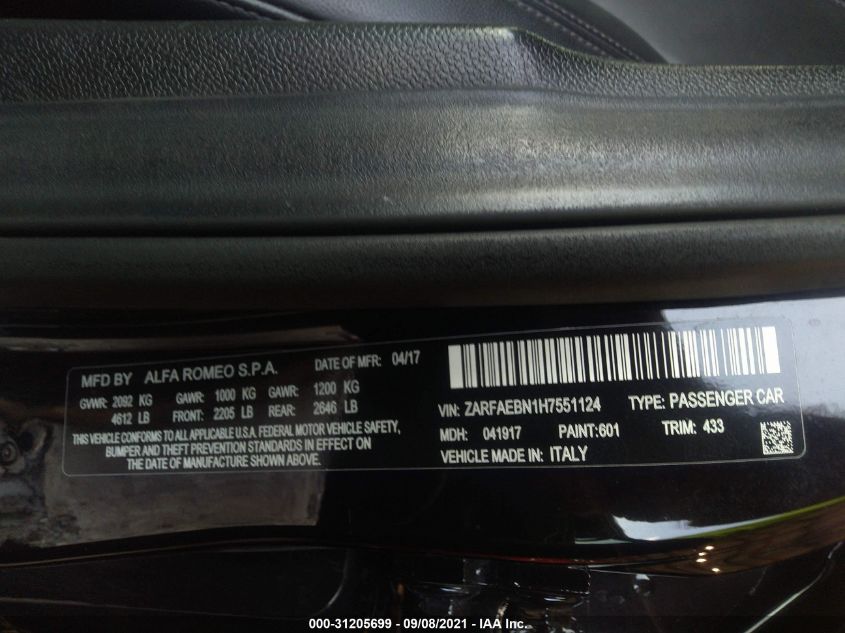 MFD BY ALFA ROMEO S.P.A. DATE OF MFR: 04/17
GVWR: 2092 KG GAWR: 1000 KG GAWR: 1200 KG
4612 LB FRONT: 2205 LB REAR: 2646 LB
THIS VEHICLE CONFORMS TO ALL APPLICABLE U.S.A. FEDERAL MOTOR VEHICLE SAFETY,
BUMPER AND THEFT PREVENTION STANDARDS IN EFFECT ON
THE DATE OF MANUFACTURE SHOWN ABOVE.
VIN: ZARFAEBN1H7551124 TYPE: PASSENGER CAR
MDH: 041917 PAINT:601 TRIM: 433
VEHICLE MADE IN: ITALY
000-31205699 - 09/08/2021 - IAA Inc.